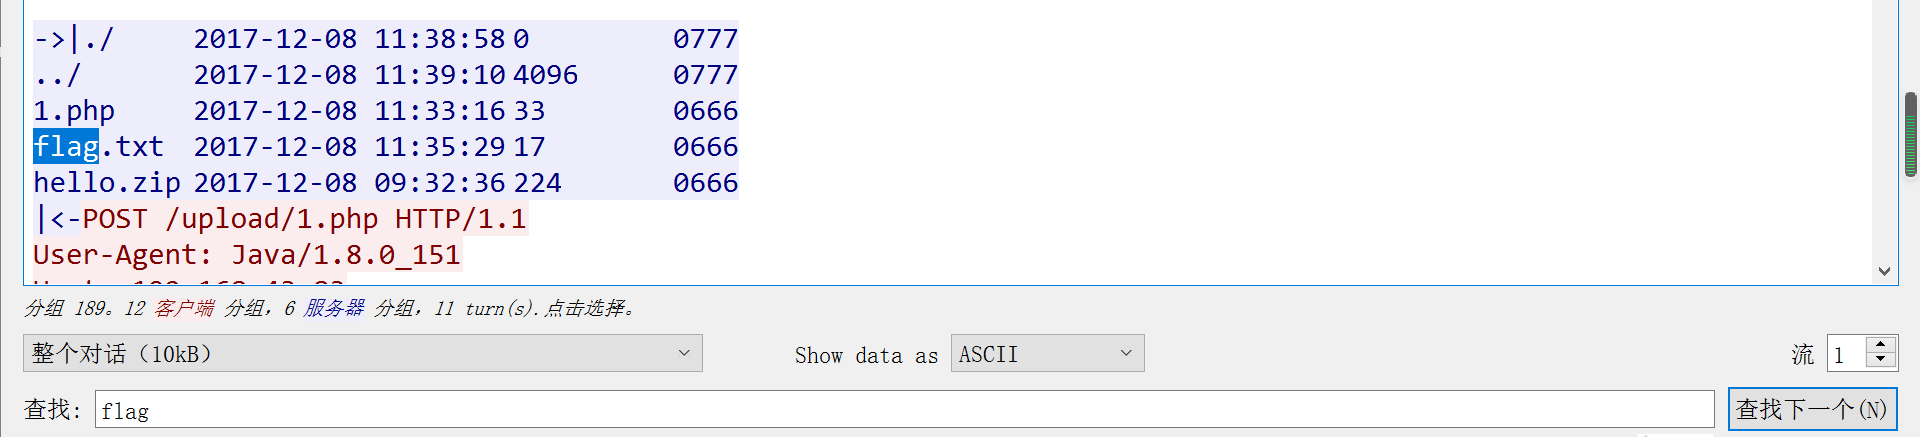 ->|./ 2017-12-08 11:38:58 0 0777
../ 2017-12-08 11:39:10 4096 0777
1.php 2017-12-08 11:33:16 33 0666
flag.txt 2017-12-08 11:35:29 17 0666
hello.zip 2017-12-08 09:32:36 224 0666
|<-POST /upload/1.php HTTP/1.1
User-Agent: Java/1.8.0_151
分组 189。12 客户端 分组，6 服务器 分组，11 turn(s).点击选择。
整个对话（10kB） Show data as ASCII 流 1
查找: flag 查找下一个(N)